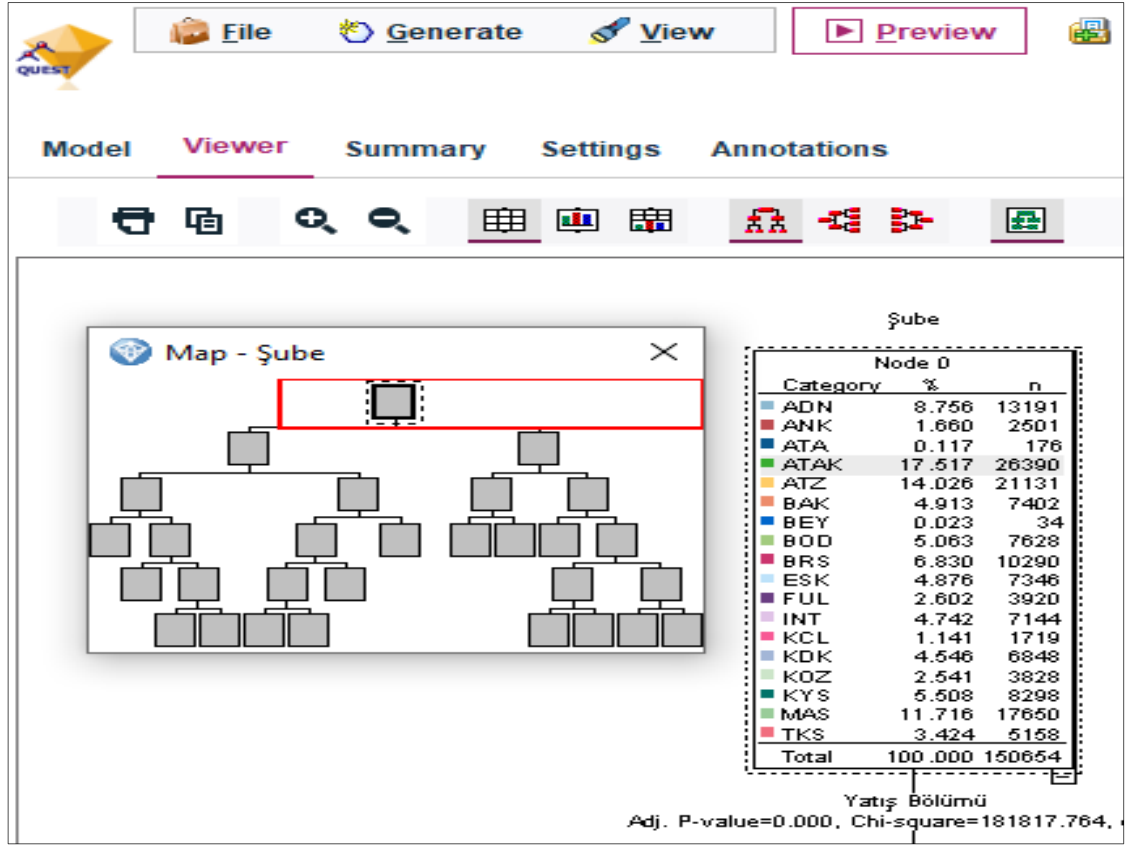 QUEST
File Generate View Preview
Model Viewer Summary Settings Annotations
Map - Şube
Şube
Node 0
Category % n
ADN 8.756 13191
ANK 1.660 2501
ATA 0.117 176
ATAK 17.517 26390
ATZ 14.026 21131
BAK 4.913 7402
BEY 0.023 34
BOD 5.063 7628
BRS 6.830 10290
ESK 4.876 7346
FUL 2.602 3920
INT 4.742 7144
KCL 1.141 1719
KDK 4.546 6848
KOZ 2.541 3828
KYS 5.508 8298
MAS 11.716 17650
TKS 3.424 5158
Total 100.000 150654
Yatış Bölümü
Adj. P-value=0.000, Chi-square=181817.764,